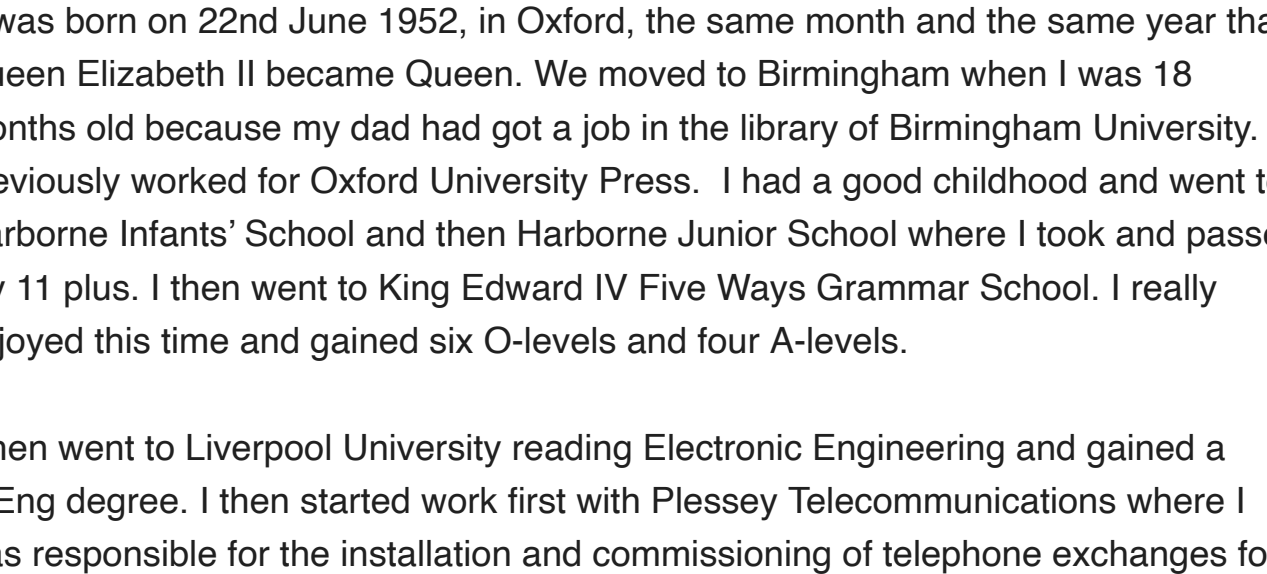 was born on 22nd June 1952, in Oxford, the same month and the same year
Elizabeth II became Queen. We moved to Birmingham when I was 18
old because my dad had got a job in the library of Birmingham University.
worked for Oxford University Press. I had a good childhood and went
Infants’ School and then Harborne Junior School where I took and
11 plus. I then went to King Edward IV Five Ways Grammar School. I really
this time and gained six O-levels and four A-levels.
went to Liverpool University reading Electronic Engineering and gained a
Eng degree. I then started work first with Plessey Telecommunications where I
responsible for the installation and commissioning of telephone exchanges